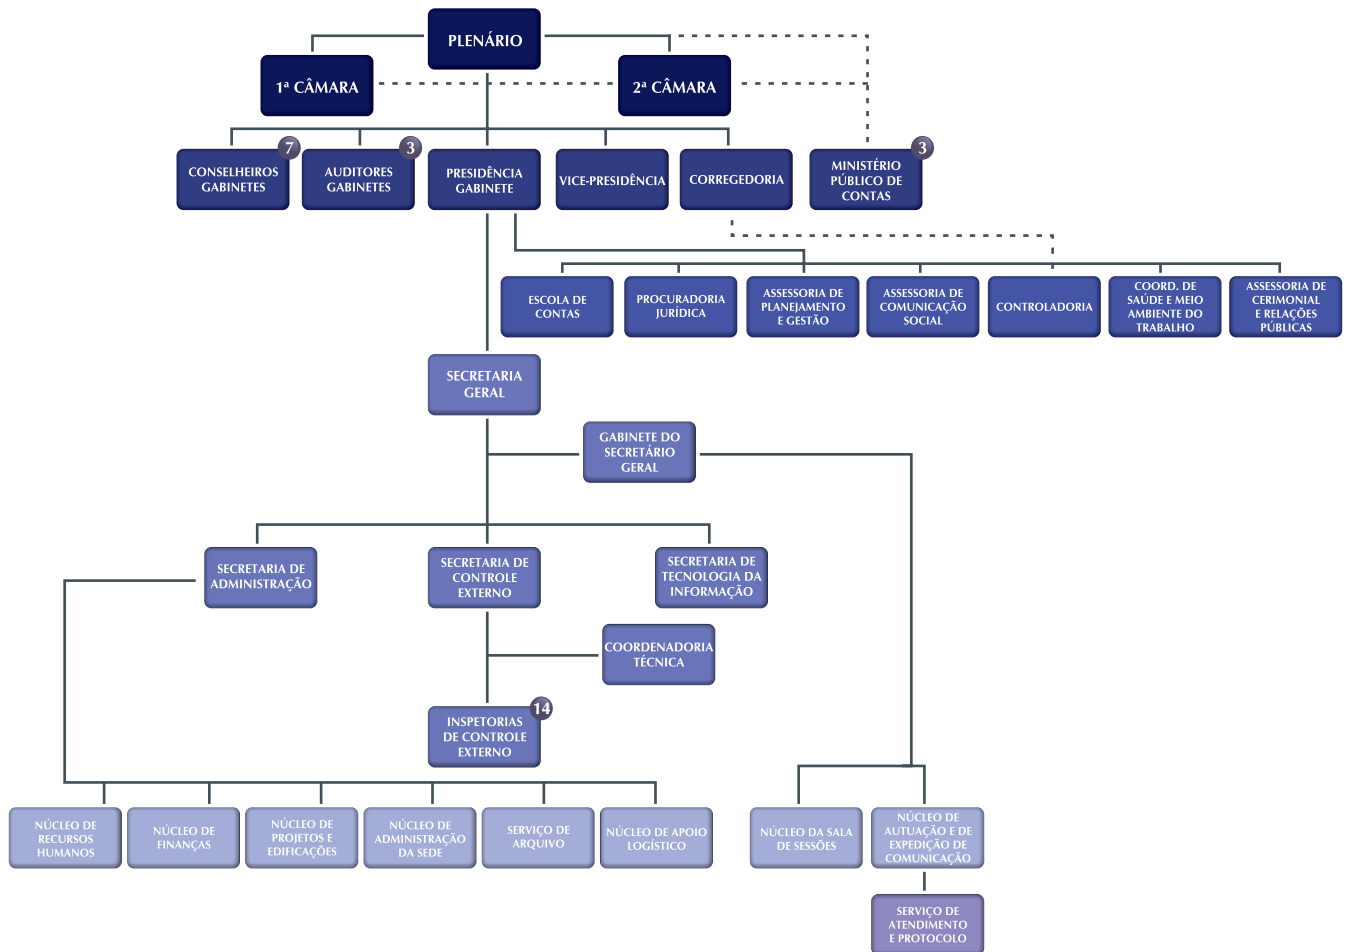 PLENÁRIO
1ª CÂMARA
2ª CÂMARA
7
CONSELHEIROS
GABINETES
3
AUDITORES
GABINETES
PRESIDÊNCIA
GABINETE
VICE-PRESIDÊNCIA
CORREGEDORIA
3
MINISTÉRIO
PÚBLICO DE
CONTAS
ESCOLA DE
CONTAS
PROCURADORIA
JURÍDICA
ASSESSORIA DE
PLANEJAMENTO
E GESTÃO
ASSESSORIA DE
COMUNICAÇÃO
SOCIAL
CONTROLADORIA
COORD. DE
SAÚDE E MEIO
AMBIENTE DO
TRABALHO
ASSESSORIA DE
CERIMONIAL
E RELAÇÕES
PÚBLICAS
SECRETARIA
GERAL
GABINETE DO
SECRETÁRIO
GERAL
SECRETARIA DE
ADMINISTRAÇÃO
SECRETARIA DE
CONTROLE
EXTERNO
SECRETARIA DE
TECNOLOGIA DA
INFORMAÇÃO
COORDENADORIA
TÉCNICA
14
INSPETORIAS
DE CONTROLE
EXTERNO
NÚCLEO DE
RECURSOS
HUMANOS
NÚCLEO DE
FINANÇAS
NÚCLEO DE
PROJETOS E
EDIFICAÇÕES
NÚCLEO DE
ADMINISTRAÇÃO
DA SEDE
SERVIÇO DE
ARQUIVO
NÚCLEO DE APOIO
LOGÍSTICO
NÚCLEO DA SALA
DE SESSÕES
NÚCLEO DE
AUTUAÇÃO E DE
EXPEDIÇÃO DE
COMUNICAÇÃO
SERVIÇO DE
ATENDIMENTO
E PROTOCOLO